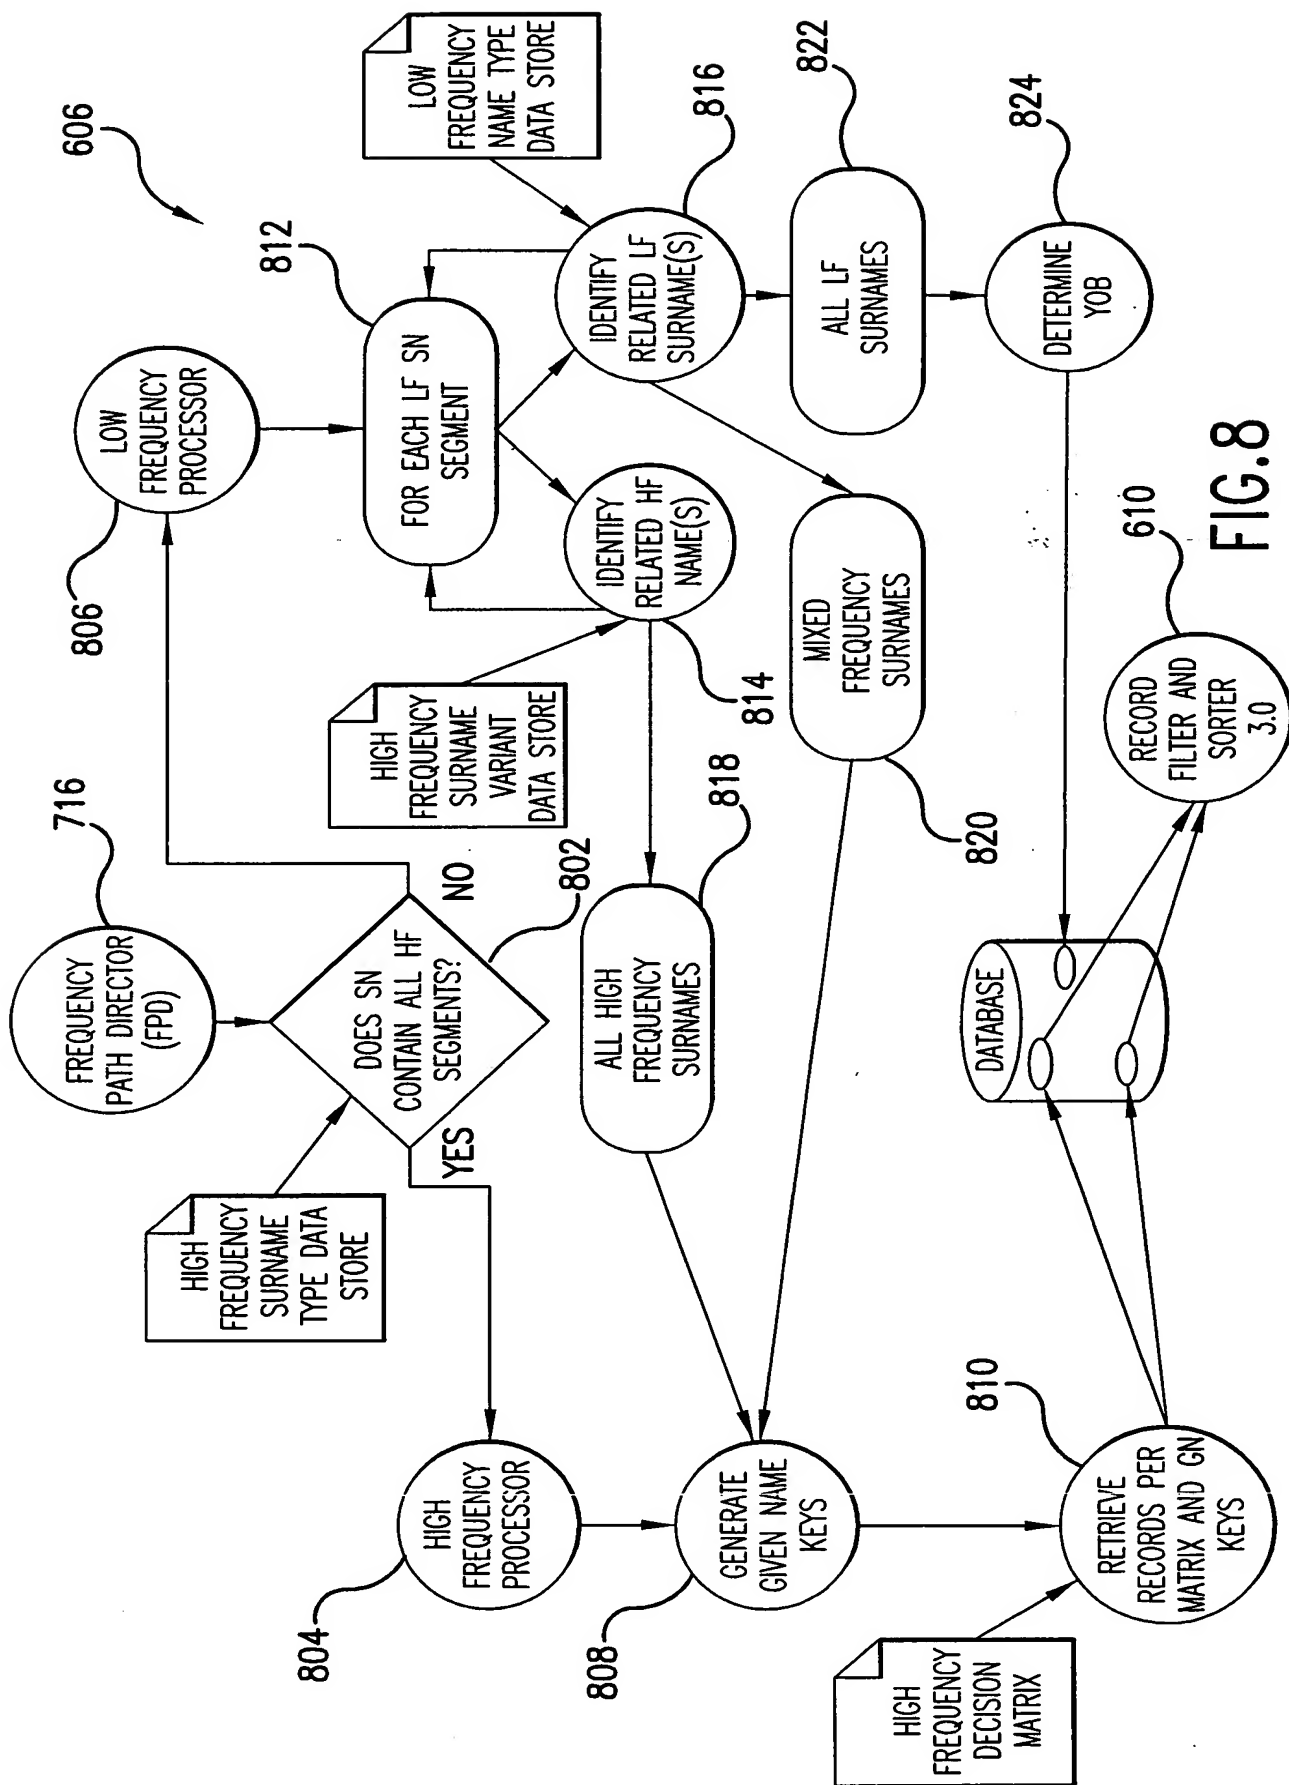 606
716
FREQUENCY
PATH DIRECTOR
(FPD)
HIGH
FREQUENCY
SURNAME
TYPE DATA
STORE
DOES SN
CONTAIN ALL HF
SEGMENTS?
802
YES
NO
806
LOW
FREQUENCY
PROCESSOR
812
FOR EACH LF SN
SEGMENT
LOW
FREQUENCY
NAME TYPE
DATA STORE
HIGH
FREQUENCY
SURNAME
VARIANT
DATA STORE
IDENTIFY
RELATED HF
NAME(S)
814
IDENTIFY
RELATED LF
SURNAME(S)
816
804
HIGH
FREQUENCY
PROCESSOR
ALL HIGH
FREQUENCY
SURNAMES
818
MIXED
FREQUENCY
SURNAMES
820
ALL LF
SURNAMES
822
808
GENERATE
GIVEN NAME
KEYS
DETERMINE
YOB
824
HIGH
FREQUENCY
DECISION
MATRIX
RETRIEVE
RECORDS PER
MATRIX AND GN
KEYS
810
DATABASE
RECORD
FILTER AND
SORTER
3.0
610
FIG.8